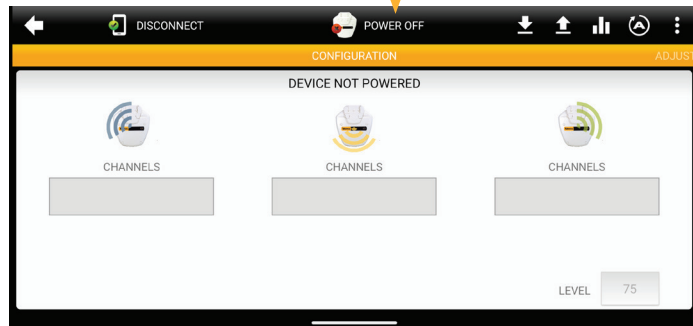 DISCONNECT
POWER OFF
CONFIGURATION
ADJUST
DEVICE NOT POWERED
CHANNELS
CHANNELS
CHANNELS
LEVEL
75